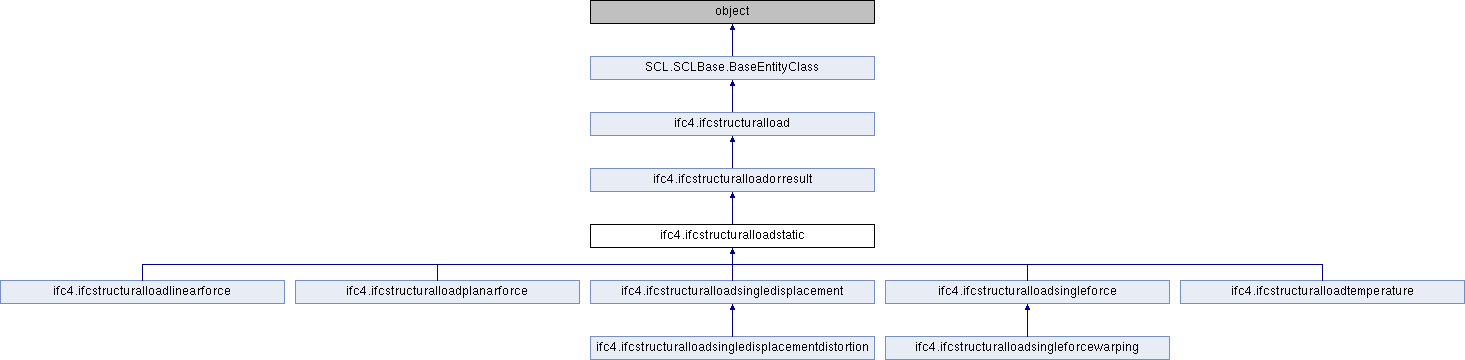 object
SCL.SCLBase.BaseEntityClass
ifc4.ifcstructuralload
ifc4.ifcstructuralloadorresult
ifc4.ifcstructuralloadstatic
ifc4.ifcstructuralloadlinearforce
ifc4.ifcstructuralloadplanarforce
ifc4.ifcstructuralloadsingledisplacement
ifc4.ifcstructuralloadsingleforce
ifc4.ifcstructuralloadtemperature
ifc4.ifcstructuralloadsingledisplacementdistortion
ifc4.ifcstructuralloadsingleforcewarping